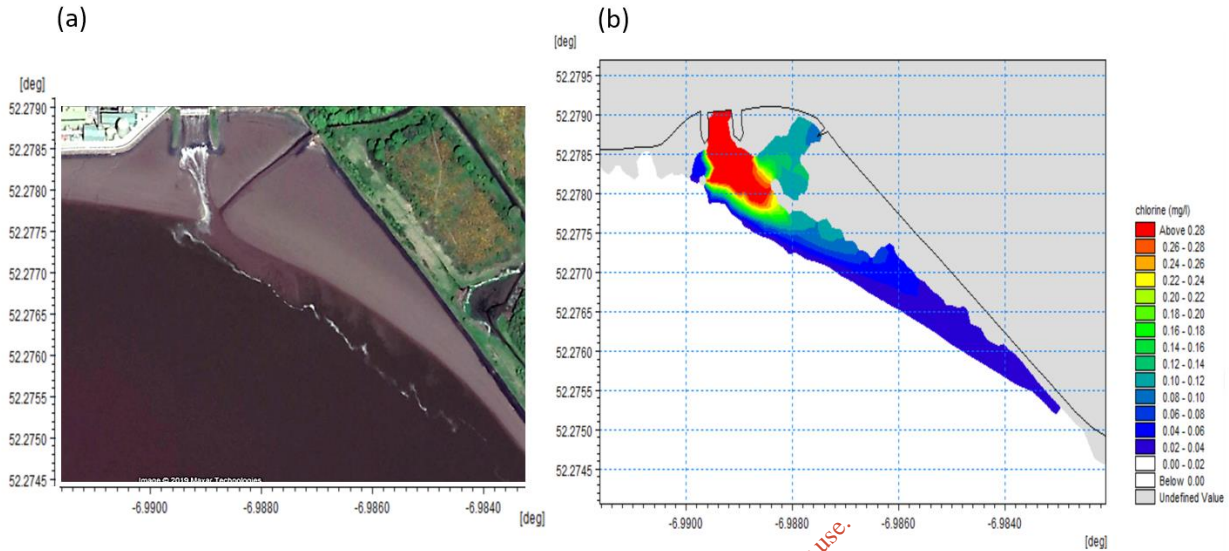 (a)
(b)
[deg]
52.2790
52.2785
52.2780
52.2775
52.2770
52.2765
52.2760
52.2755
52.2750
52.2745
Image © 2019 Maxar Technologies
-6.9900
-6.9880
-6.9860
-6.9840
[deg]
[deg]
52.2795
52.2790
52.2785
52.2780
52.2775
52.2770
52.2765
52.2760
52.2755
52.2750
52.2745
-6.9900
-6.9880
-6.9860
-6.9840
[deg]
use.
chlorine (mg/l)
Above 0.28
0.26 - 0.28
0.24 - 0.26
0.22 - 0.24
0.20 - 0.22
0.18 - 0.20
0.16 - 0.18
0.14 - 0.16
0.12 - 0.14
0.10 - 0.12
0.08 - 0.10
0.06 - 0.08
0.04 - 0.06
0.02 - 0.04
0.00 - 0.02
Below 0.00
Undefined Value